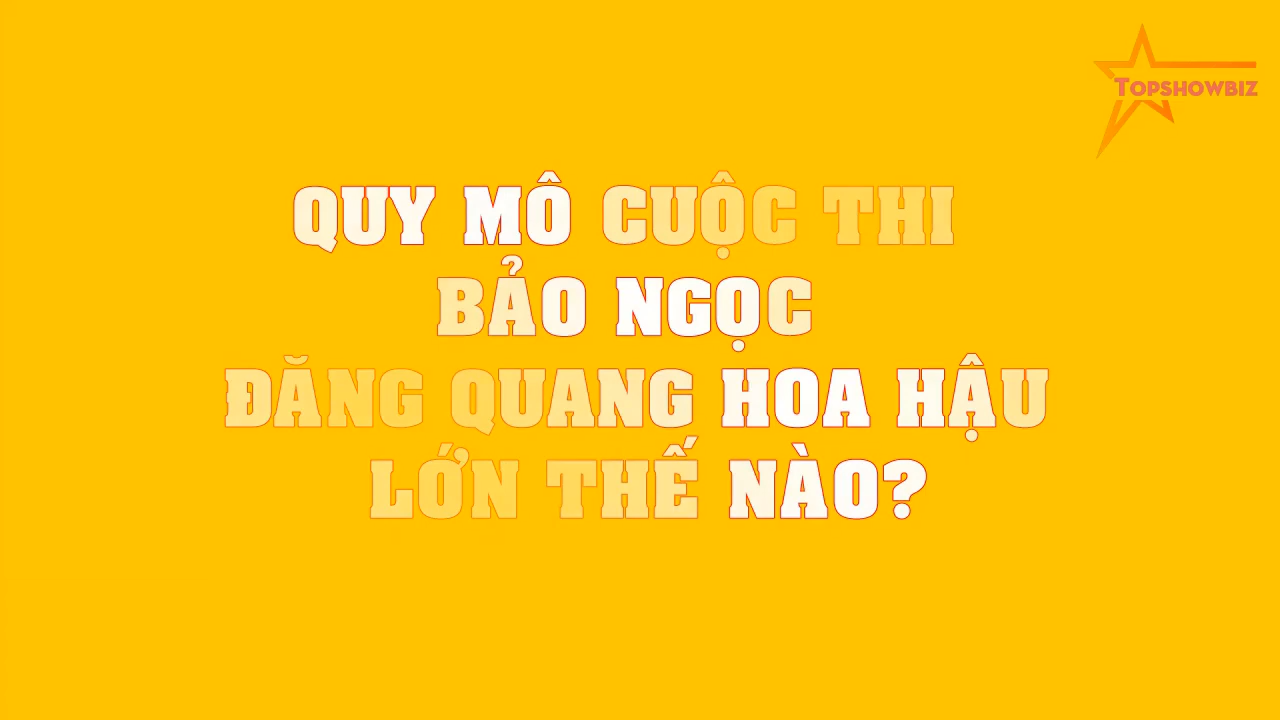 TOPSHOWBIZ
QUY MÔ CUỘC THI
BẢO NGỌC
ĐĂNG QUANG HOA HẬU
LỚN THẾ NÀO?